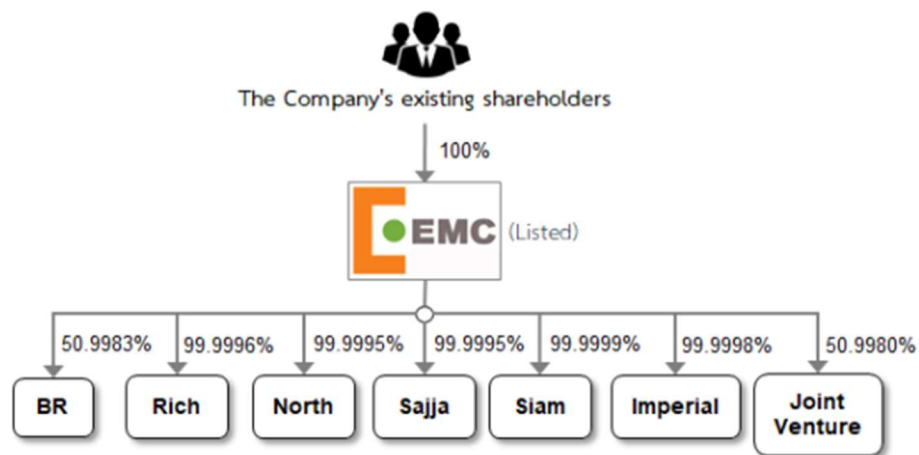 The Company's existing shareholders
100%
EMC (Listed)
50.9983% 99.9996% 99.9995% 99.9995% 99.9999% 99.9998% 50.9980%
BR Rich North Sajja Siam Imperial Joint
Venture